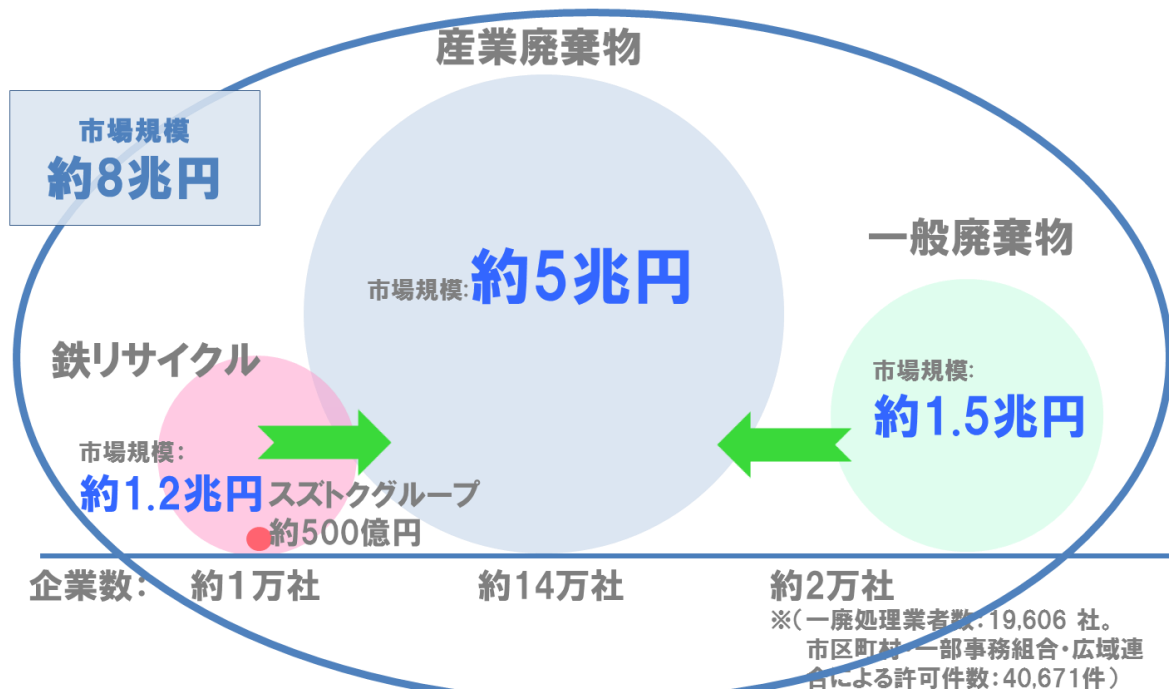 産業廃棄物
市場規模
約8兆円
一般廃棄物
市場規模:約5兆円
鉄リサイクル
市場規模:
約1.5兆円
市場規模:
約1.2兆円
スズトクグループ
約500億円
企業数: 約1万社 約14万社 約2万社
※(一廃処理業者数:19,606 社。
市区町村・一部事務組合・広域連
合による許可件数:40,671件)